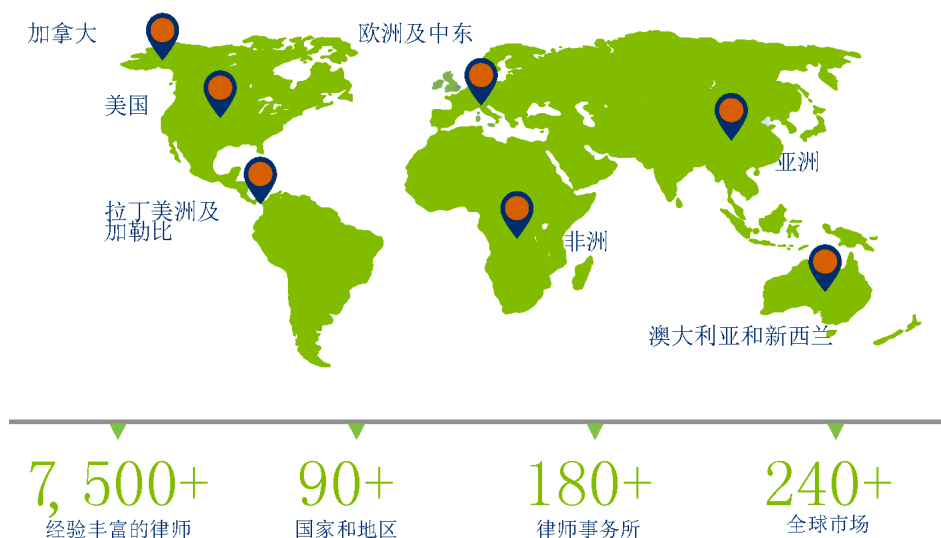 加拿大
欧洲及中东
美国
亚洲
拉丁美洲及
加勒比
非洲
澳大利亚和新西兰
7,500+
经验丰富的律师
90+
国家和地区
180+
律师事务所
240+
全球市场